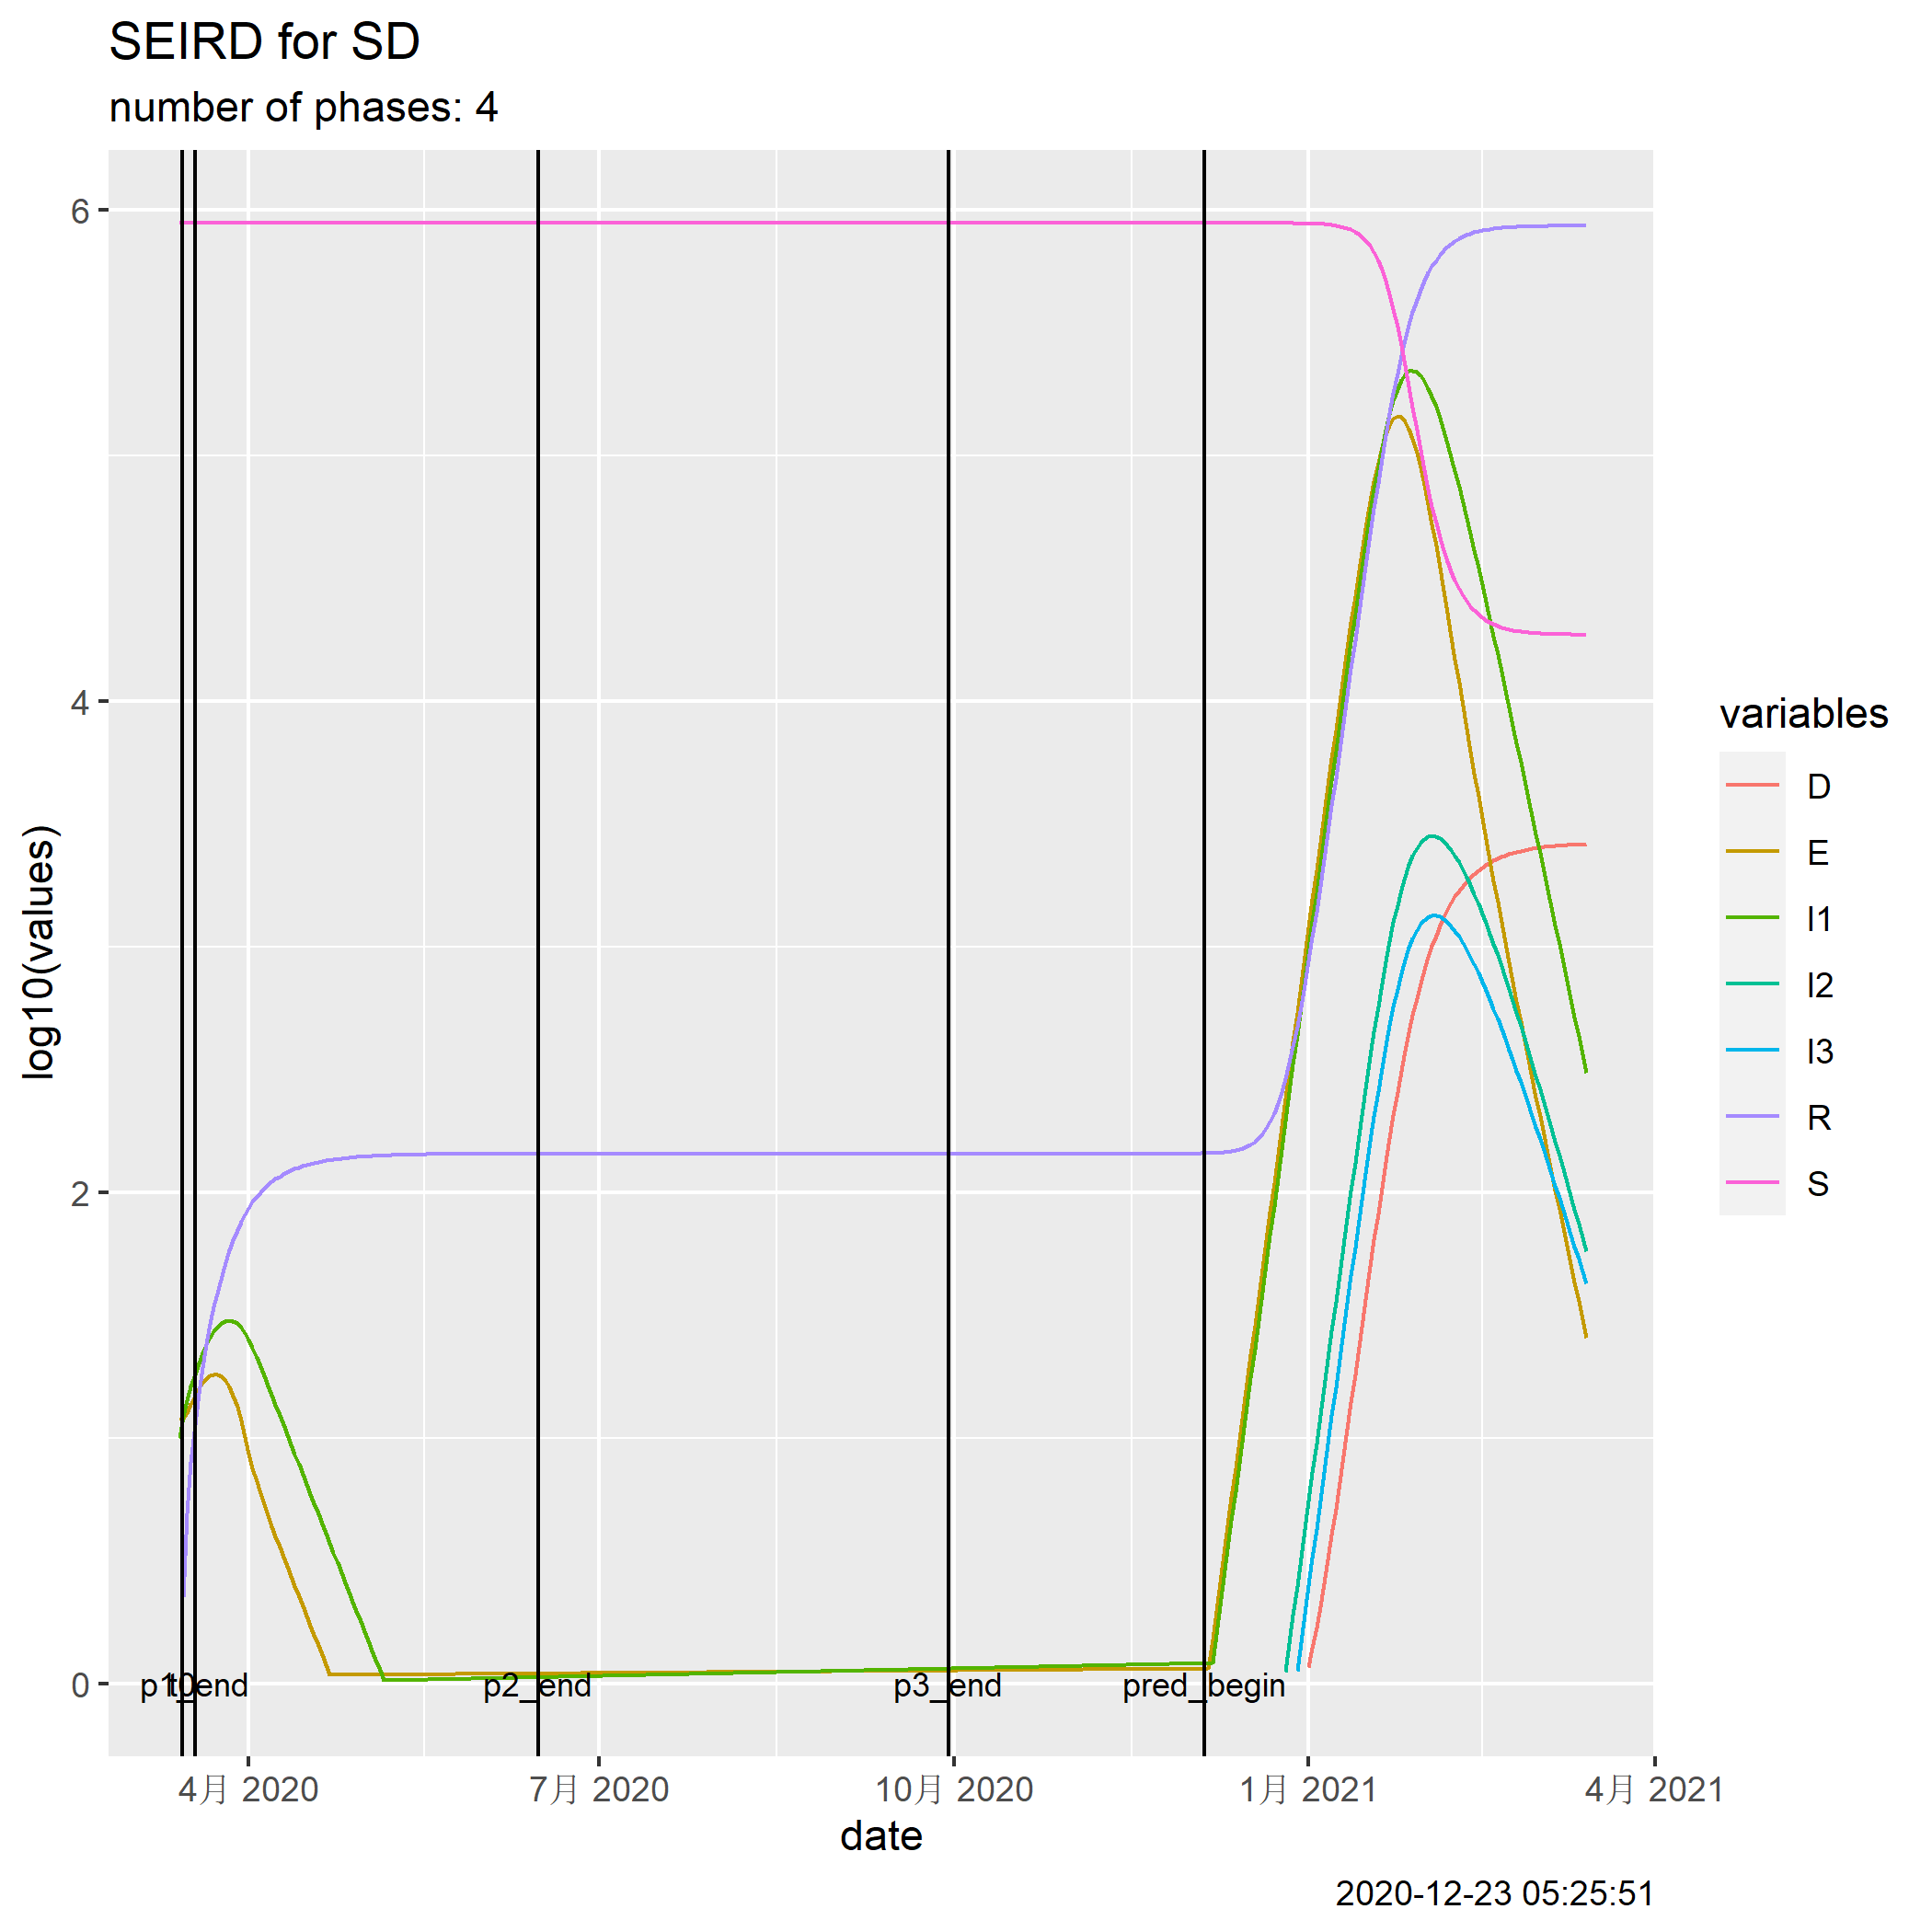 SEIRD for SD
number of phases: 4
6
4
2
0
log10(values)
p1_end
t0
p2_end
p3_end
pred_begin
4月 2020
7月 2020
10月 2020
1月 2021
4月 2021
date
variables
D
E
I1
I2
I3
R
S
2020-12-23 05:25:51